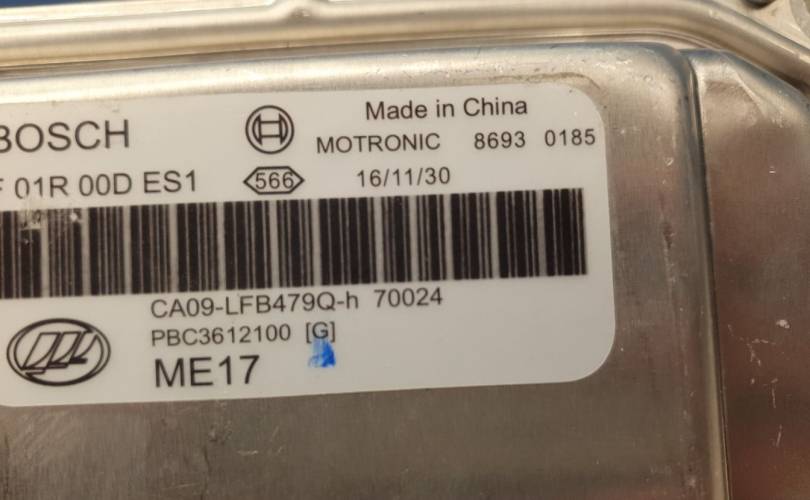 BOSCH
Made in China
MOTRONIC 8693 0185
F 01R 00D ES1 566 16/11/30
CA09-LFB479Q-h 70024
PBC3612100 [G]
ME17